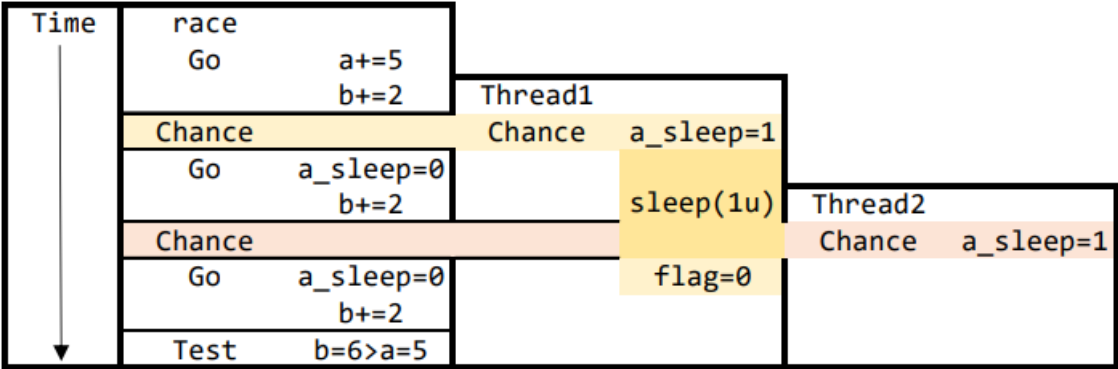 Time race
Go a+=5
b+=2 Thread1
Chance Chance a_sleep=1
Go a_sleep=0
b+=2 sleep(1u) Thread2
Chance Chance a_sleep=1
Go a_sleep=0 flag=0
b+=2
Test b=6>a=5